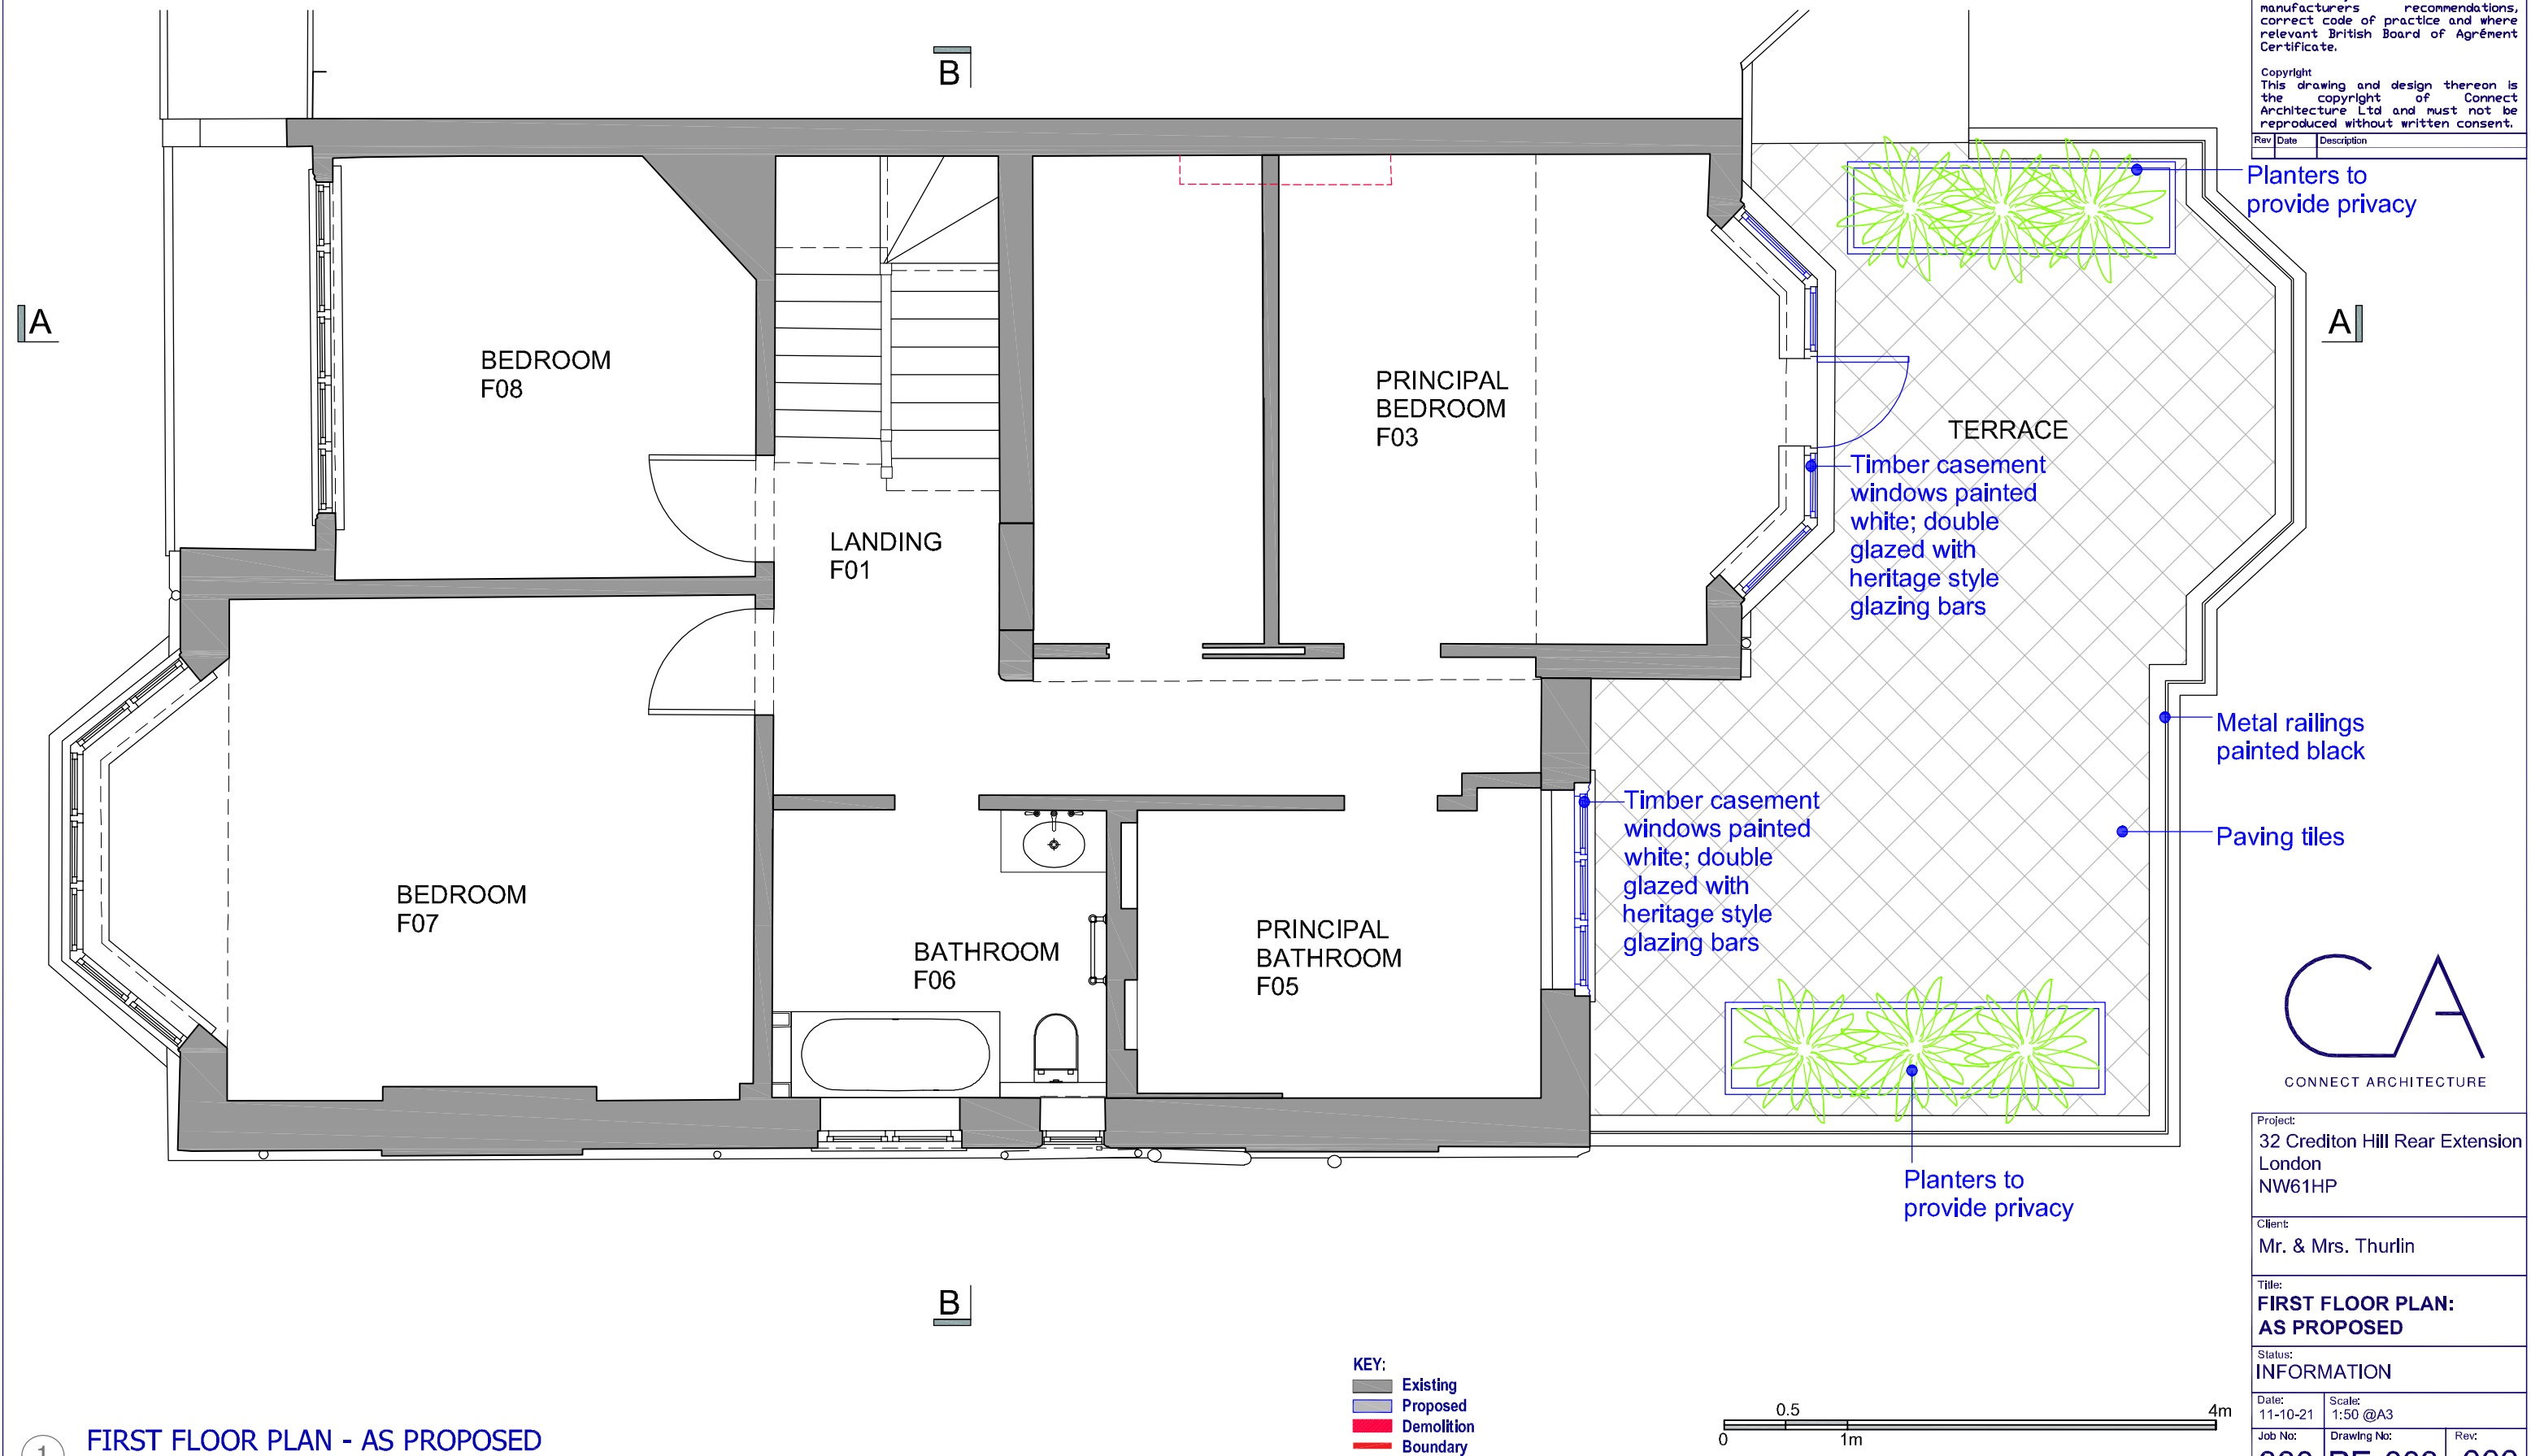 manufacturers recommendations,
correct code of practice and where
relevant British Board of Agrément
Certificate.
Copyright
This drawing and design thereon is
the copyright of Connect
Architecture Ltd and must not be
reproduced without written consent.
Rev Date Description
B
Planters to
provide privacy
A
A
BEDROOM
F08
PRINCIPAL
BEDROOM
F03
TERRACE
Timber casement
windows painted
white; double
glazed with
heritage style
glazing bars
LANDING
F01
Metal railings
painted black
Timber casement
windows painted
white; double
glazed with
heritage style
glazing bars
Paving tiles
BEDROOM
F07
BATHROOM
F06
PRINCIPAL
BATHROOM
F05
CA
CONNECT ARCHITECTURE
Planters to
provide privacy
Project:
32 Crediton Hill Rear Extension
London
NW61HP
Client:
Mr. & Mrs. Thurlin
Title:
FIRST FLOOR PLAN:
AS PROPOSED
Status:
INFORMATION
Date: Scale:
11-10-21 1:50 @A3
Job No: Drawing No: Rev:
B
KEY:
Existing
Proposed
Demolition
Boundary
0.5 4m
0 1m
1 FIRST FLOOR PLAN - AS PROPOSED